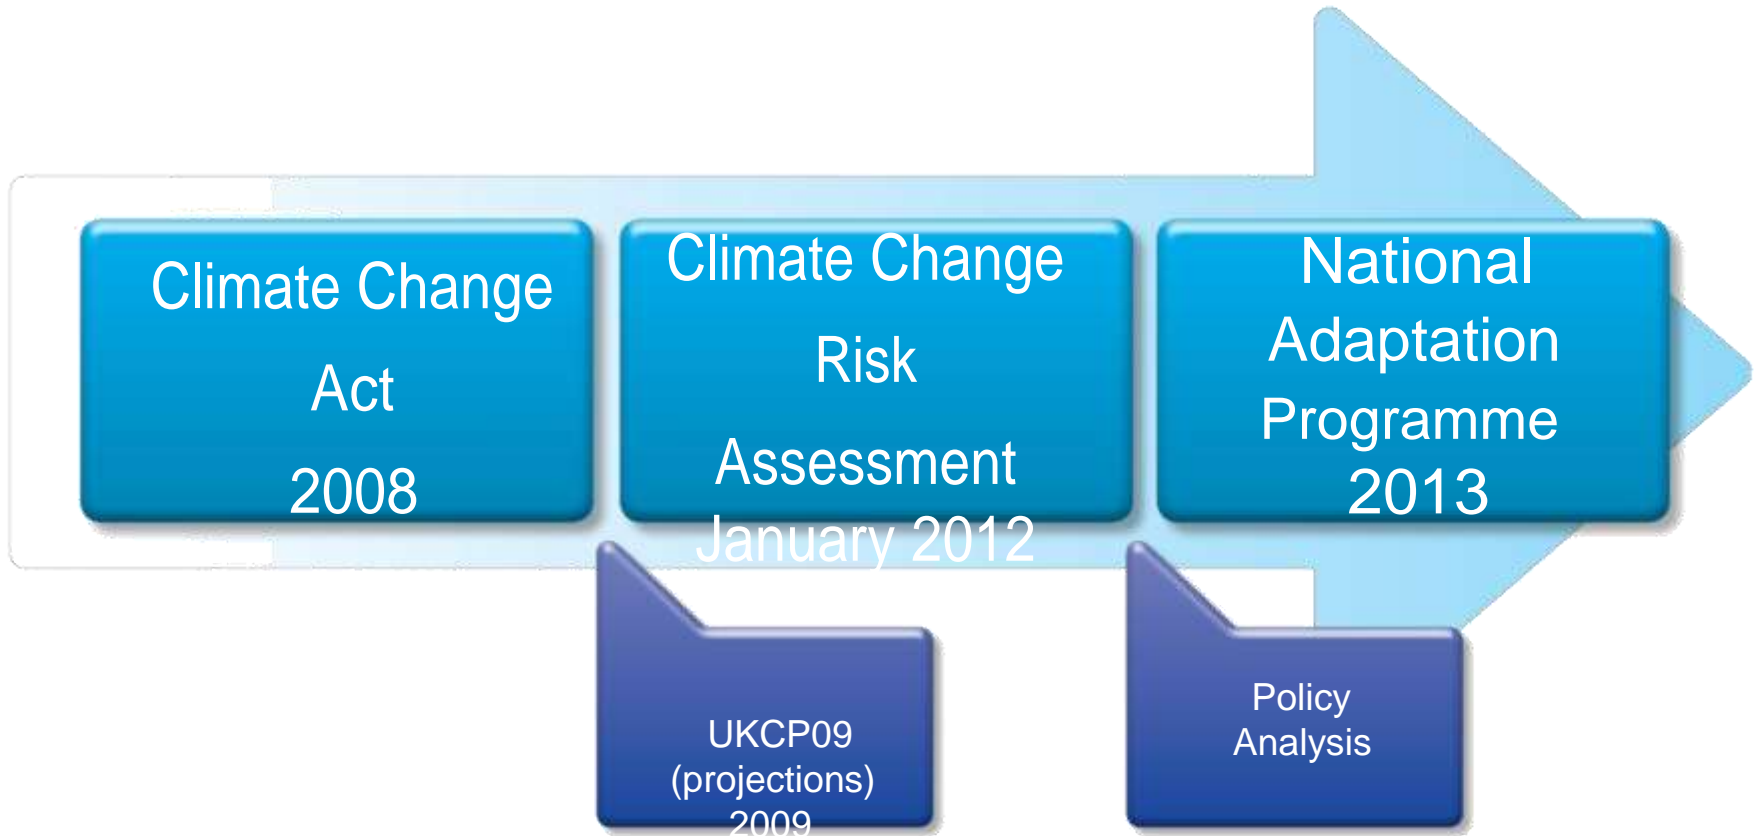 Climate Change
Act
2008
Climate Change
Risk
Assessment
January 2012
National
Adaptation
Programme
2013
UKCP09
(projections)
2009
Policy
Analysis